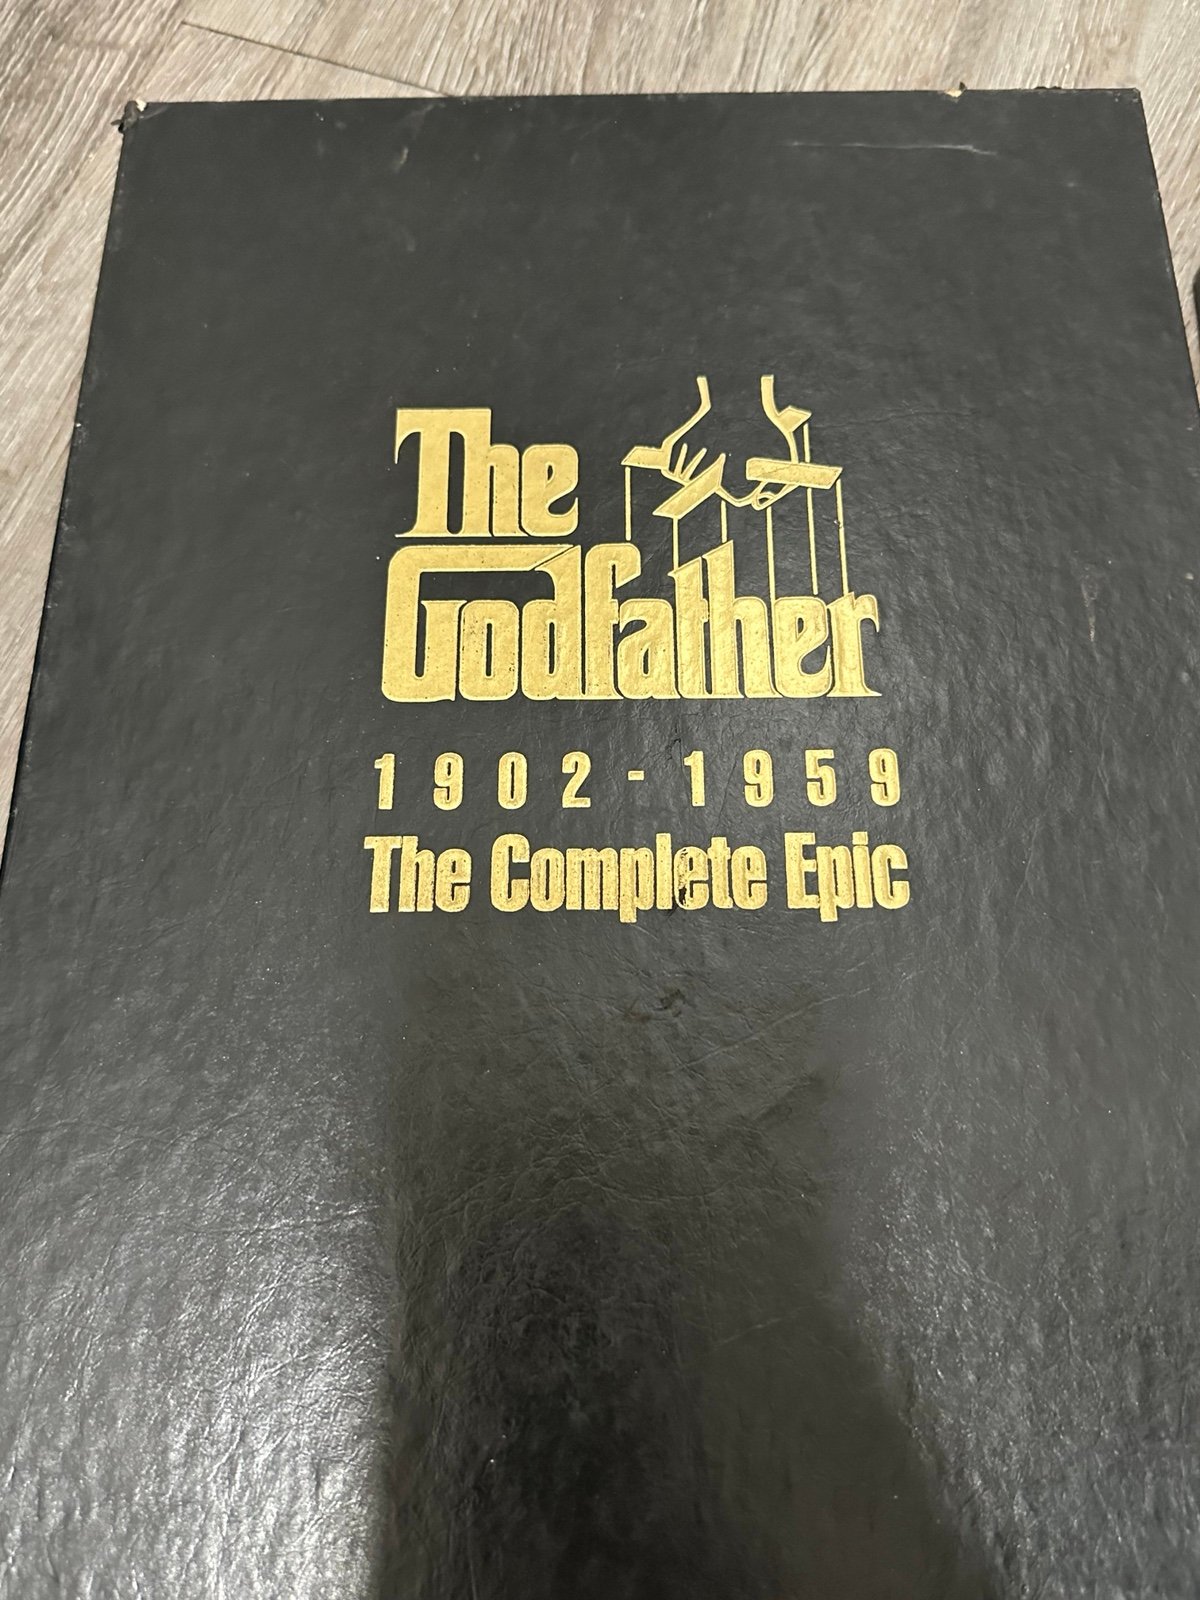 The
Godfather
1902-1959
The Complete Epic